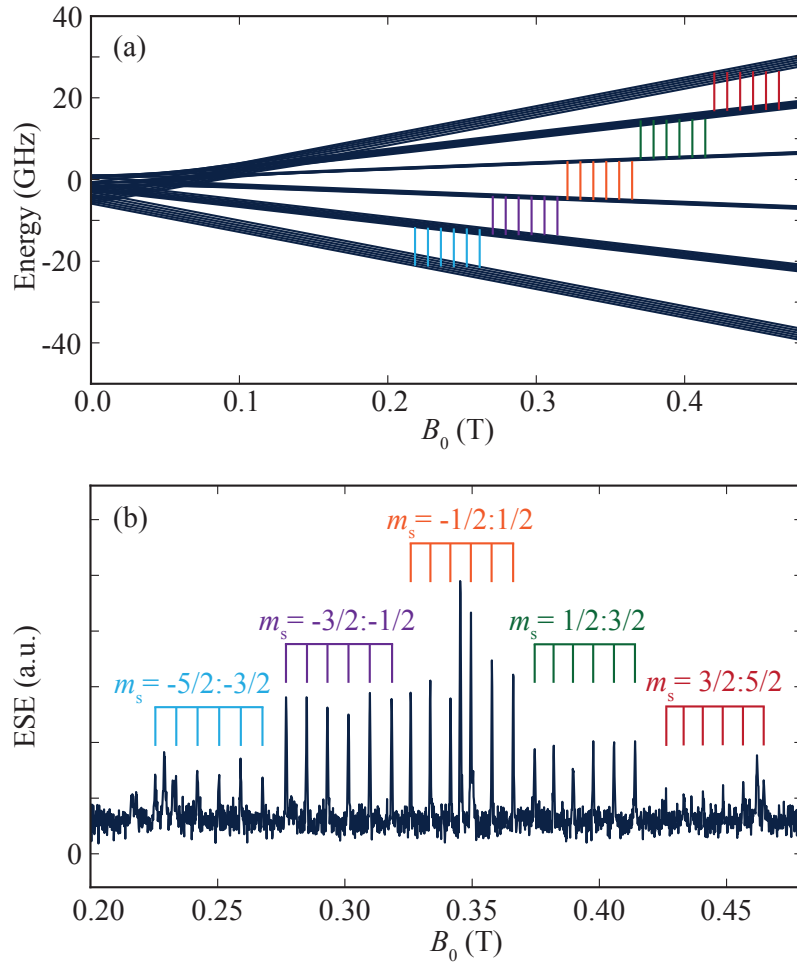 (a)
40
20
0
-20
-40
Energy (GHz)
0.0 0.1 0.2 0.3 0.4
B₀ (T)
(b)
mₛ= -1/2:1/2
mₛ= -3/2:-1/2
mₛ= 1/2:3/2
mₛ= -5/2:-3/2
mₛ= 3/2:5/2
ESE (a.u.)
0
0.20 0.25 0.30 0.35 0.40 0.45
B₀ (T)